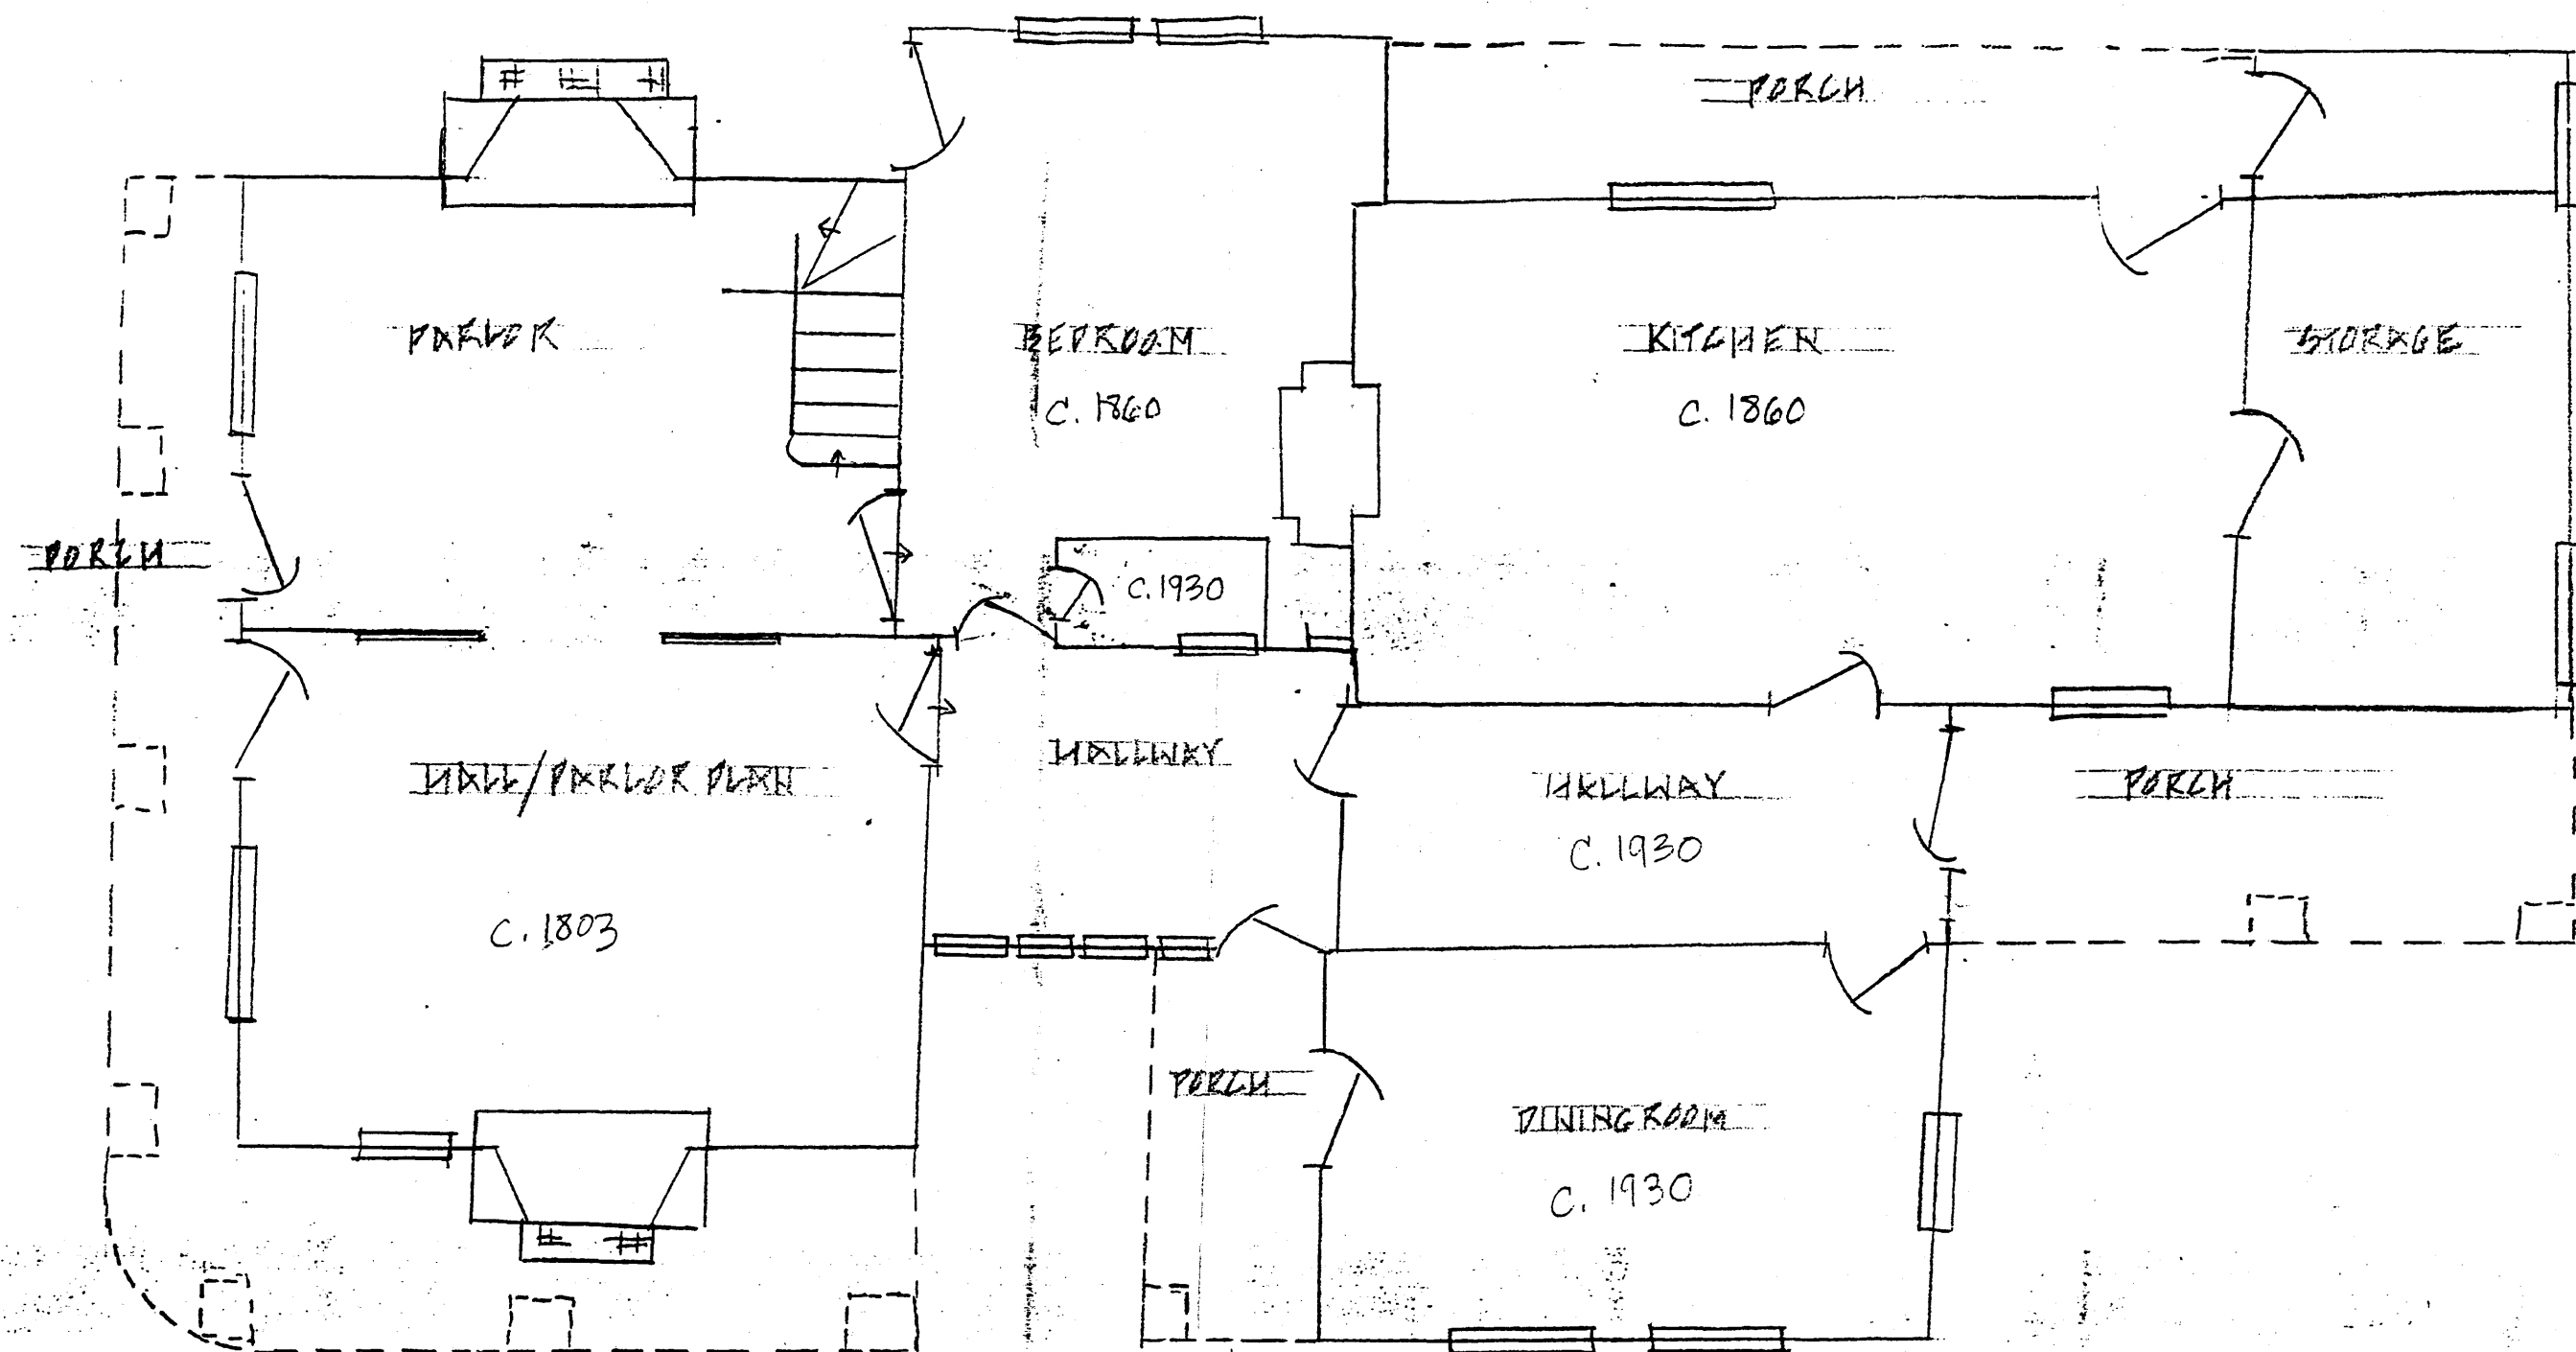 PORCH
PARLOR
BEDROOM
C. 1860
KITCHEN
C. 1860
STORAGE
PORCH
C. 1930
HALL/PARLOR PLAN
C. 1803
HALLWAY
HALLWAY
C. 1930
PORCH
PORCH
DINING ROOM
C. 1930